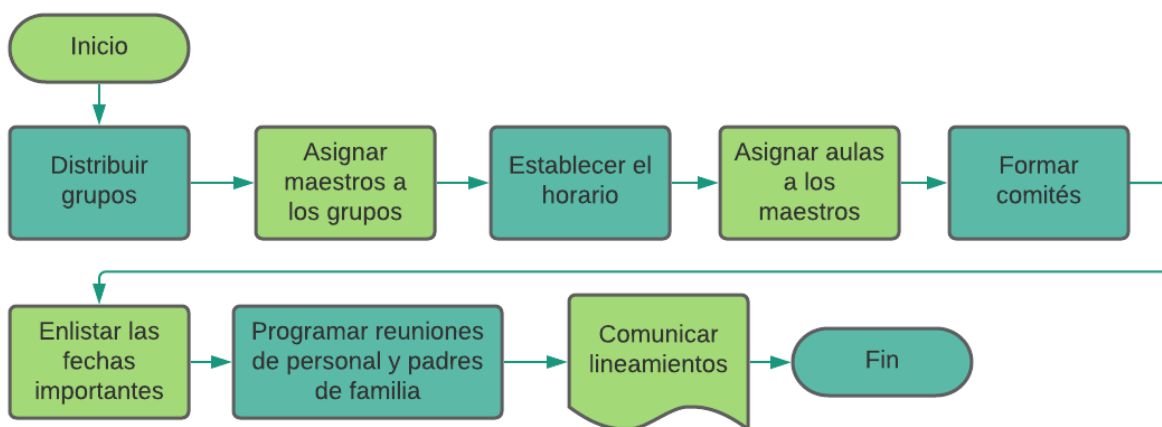 Inicio
Distribuir
grupos
Asignar
maestros a
los grupos
Establecer el
horario
Asignar aulas
a los
maestros
Formar
comités
Enlistar las
fechas
importantes
Programar reuniones
de personal y padres
de familia
Comunicar
lineamientos
Fin